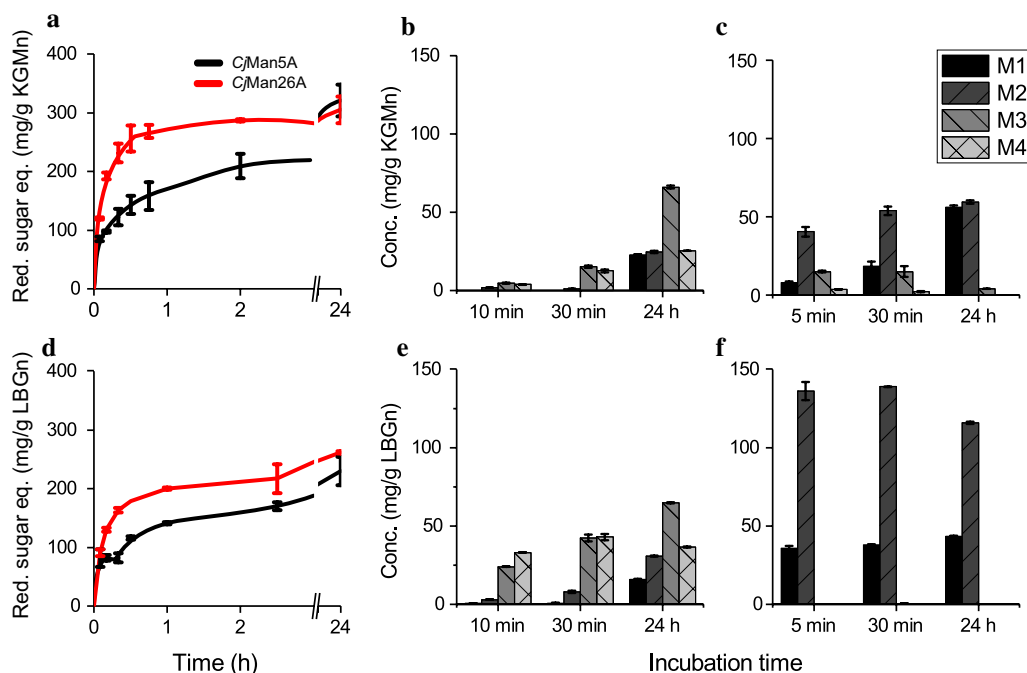 a
Red. sugar eq. (mg/g KGMn)
400
300
200
100
0
0
1
2
24
CjMan5A
CjMan26A
b
Conc. (mg/g KGMn)
150
100
50
0
10 min
30 min
24 h
c
150
100
50
0
5 min
30 min
24 h
M1
M2
M3
M4
d
Red. sugar eq. (mg/g LBGn)
400
300
200
100
0
0
1
2
24
Time (h)
e
Conc. (mg/g LBGn)
150
100
50
0
10 min
30 min
24 h
f
150
100
50
0
5 min
30 min
24 h
Incubation time